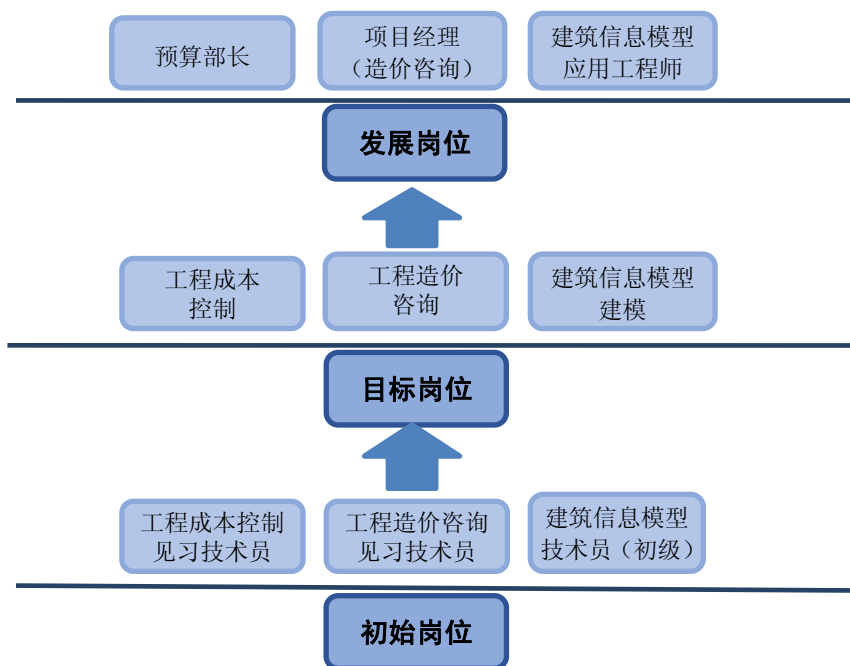 预算部长
项目经理
（造价咨询）
建筑信息模型
应用工程师
发展岗位
工程成本
控制
工程造价
咨询
建筑信息模型
建模
目标岗位
工程成本控制
见习技术员
工程造价咨询
见习技术员
建筑信息模型
技术员（初级）
初始岗位